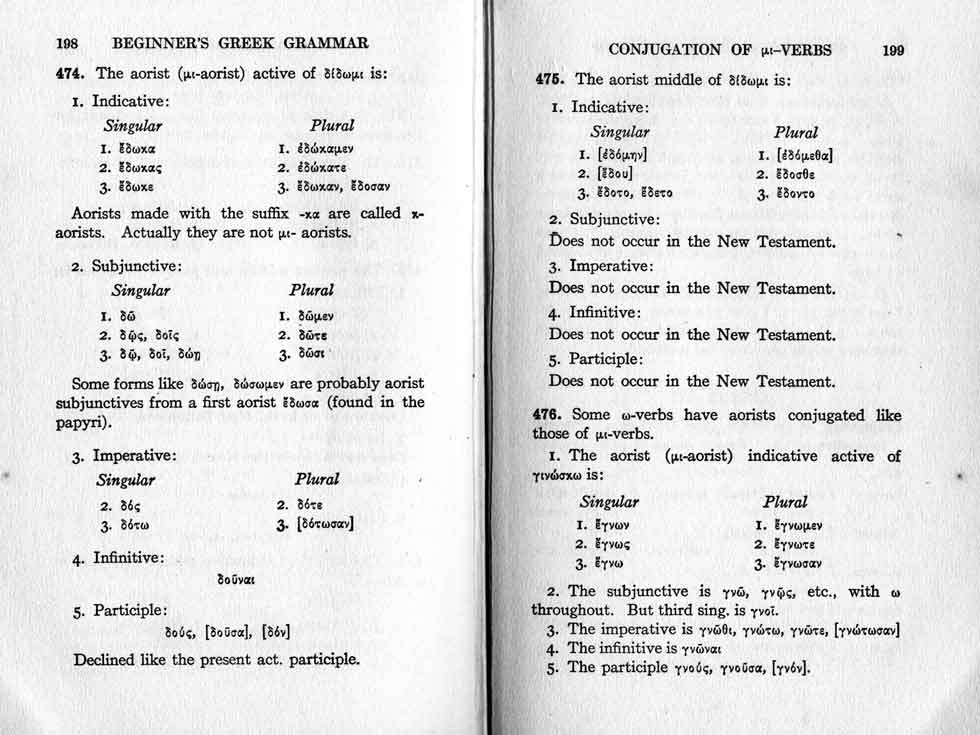 198 BEGINNER'S GREEK GRAMMAR
474. The aorist (μι-aorist) active of δίδωμι is:
1. Indicative:
Singular Plural
1. ἔδωκα 1. ἐδώκαμεν
2. ἔδωκας 2. ἐδώκατε
3. ἔδωκε 3. ἔδωκαν, ἔδοσαν
Aorists made with the suffix -κα are called κ-
aorists. Actually they are not μι- aorists.
2. Subjunctive:
Singular Plural
1. δῶ 1. δῶμεν
2. δῷς, δοῖς 2. δῶτε
3. δῷ, δοῖ, δώῃ 3. δῶσι
Some forms like δώσῃ, δώσωμεν are probably aorist
subjunctives from a first aorist ἔδωσα (found in the
papyri).
3. Imperative:
Singular Plural
2. δός 2. δότε
3. δότω 3. [δότωσαν]
4. Infinitive:
δοῦναι
5. Participle:
δούς, [δοῦσα], [δόν]
Declined like the present act. participle.
CONJUGATION OF μι-VERBS 199
475. The aorist middle of δίδωμι is:
1. Indicative:
Singular Plural
1. [ἐδόμην] 1. [ἐδόμεθα]
2. [ἔδου] 2. ἔδοσθε
3. ἔδοτο, ἔδετο 3. ἔδοντο
2. Subjunctive:
Does not occur in the New Testament.
3. Imperative:
Does not occur in the New Testament.
4. Infinitive:
Does not occur in the New Testament.
5. Participle:
Does not occur in the New Testament.
476. Some ω-verbs have aorists conjugated like
those of μι-verbs.
1. The aorist (μι-aorist) indicative active of
γινώσκω is:
Singular Plural
1. ἔγνων 1. ἔγνωμεν
2. ἔγνως 2. ἔγνωτε
3. ἔγνω 3. ἔγνωσαν
2. The subjunctive is γνῶ, γνῷς, etc., with ω
throughout. But third sing. is γνοῖ.
3. The imperative is γνῶθι, γνώτω, γνῶτε, [γνώτωσαν]
4. The infinitive is γνῶναι
5. The participle γνούς, γνοῦσα, [γνόν].